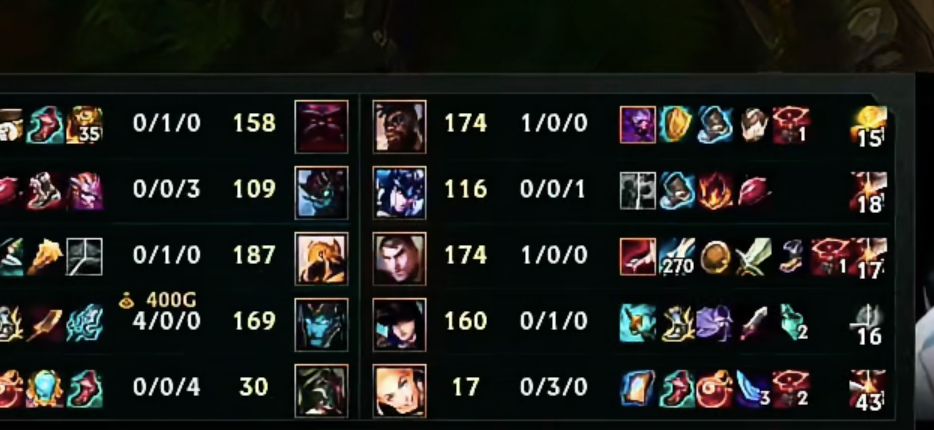 35 0/1/0 158 174 1/0/0 1 15
0/0/3 109 116 0/0/1 18
0/1/0 187 174 1/0/0 270 1 17
400G
4/0/0 169 160 0/1/0 2 16
0/0/4 30 17 0/3/0 3 2 43